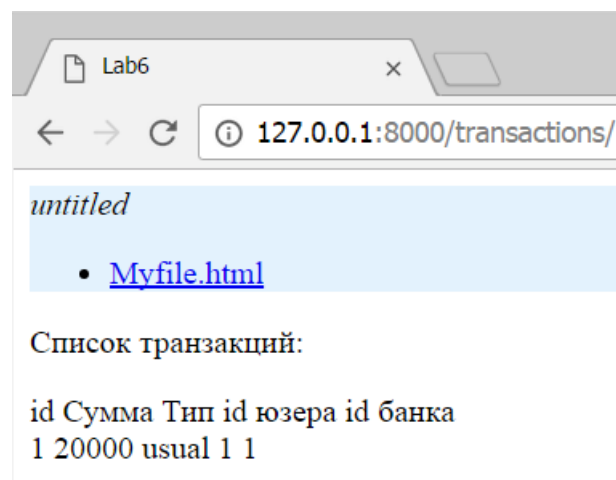 Lab6
127.0.0.1:8000/transactions/
untitled
Myfile.html
Список транзакций:
id Сумма Тип id юзера id банка
1 20000 usual 1 1